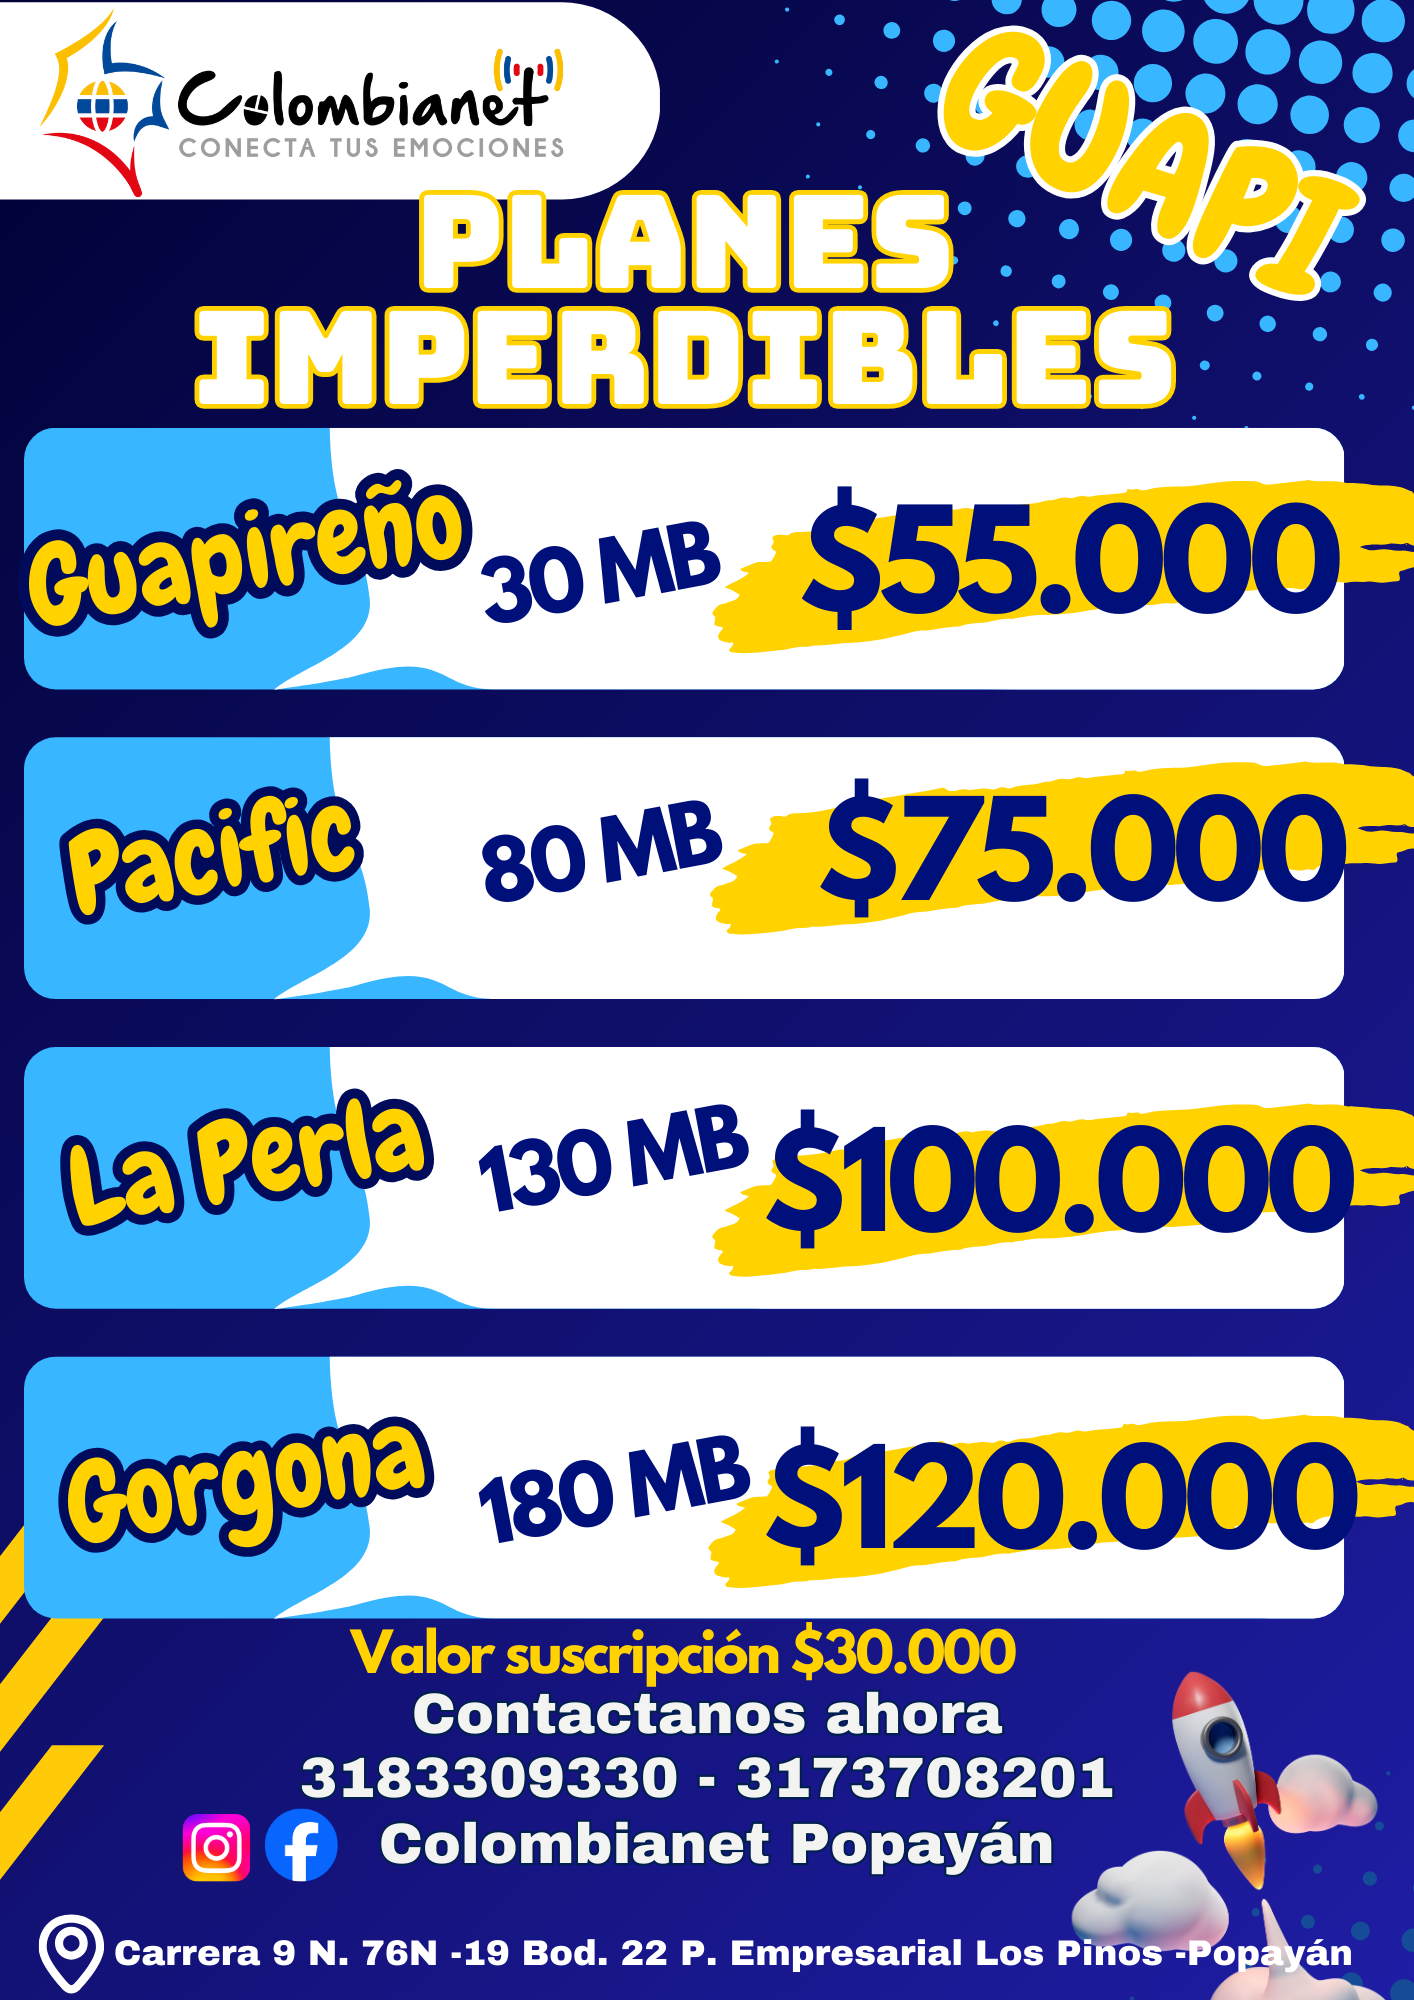 Colombianet
CONECTA TUS EMOCIONES
GUAPI
PLANES
IMPERDIBLES
Guapireño 30 MB $55.000
Pacific 80 MB $75.000
La Perla 130 MB $100.000
Gorgona 180 MB $120.000
Valor suscripción $30.000
Contactanos ahora
3183309330 - 3173708201
Colombianet Popayán
Carrera 9 N. 76N -19 Bod. 22 P. Empresarial Los Pinos -Popayán